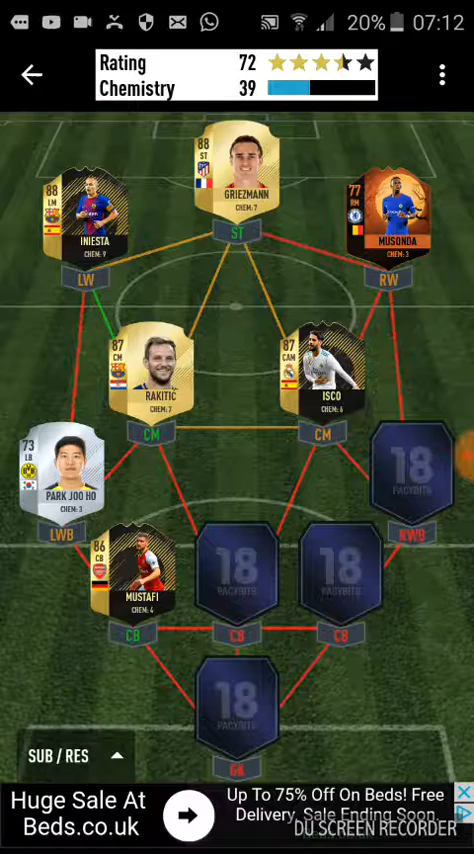 20% 07:12
Rating 72
Chemistry 39
88
ST
GRIEZMANN
CHEM: 7
ST
88
LM
INIESTA
CHEM: 9
LW
77
RM
MUSONDA
CHEM: 3
RW
87
CM
RAKITIC
CHEM: 7
CM
87
CAM
ISCO
CHEM: 6
CM
73
LB
PARK JOO HO
CHEM: 3
LWB
18
PACYBITS
RWB
86
CB
MUSTAFI
CHEM: 4
CB
18
PACYBITS
CB
18
PACYBITS
CB
18
PACYBITS
GK
SUB / RES
Huge Sale At
Beds.co.uk
Up To 75% Off On Beds! Free
Delivery, Sale Ending Soon.
DU SCREEN RECORDER